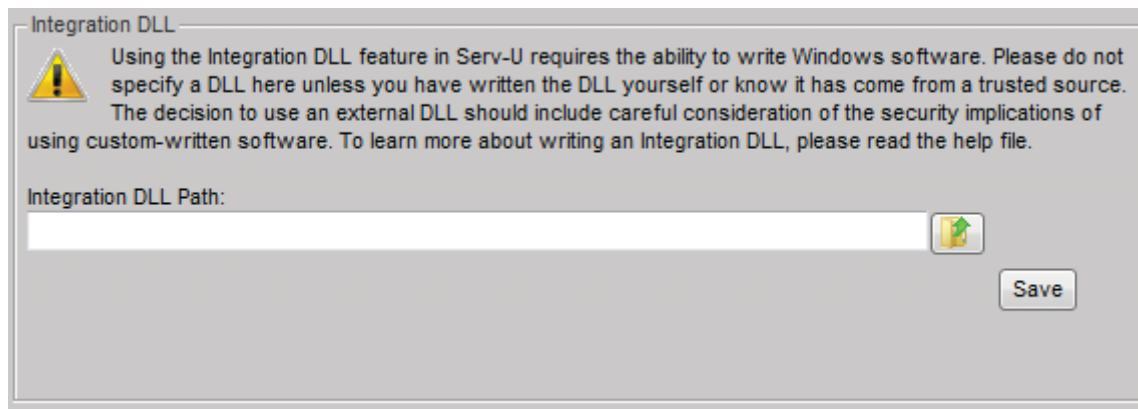 Integration DLL
Using the Integration DLL feature in Serv-U requires the ability to write Windows software. Please do not
specify a DLL here unless you have written the DLL yourself or know it has come from a trusted source.
The decision to use an external DLL should include careful consideration of the security implications of
using custom-written software. To learn more about writing an Integration DLL, please read the help file.
Integration DLL Path:
Save